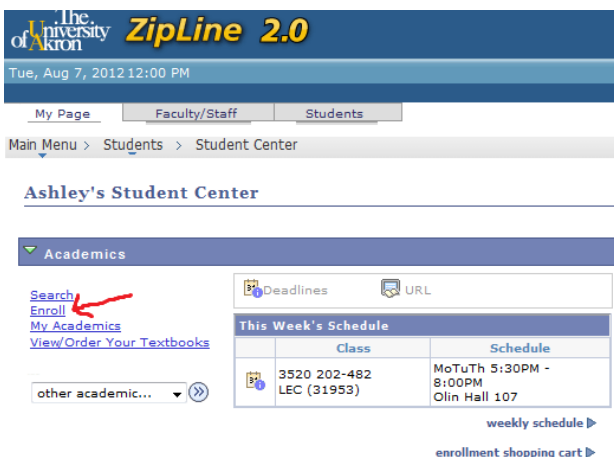 The
University
of Akron
ZipLine 2.0
Tue, Aug 7, 2012 12:00 PM
My Page Faculty/Staff Students
Main Menu > Students > Student Center
Ashley's Student Center
Academics
Search
Enroll
My Academics
View/Order Your Textbooks
other academic...
Deadlines URL
This Week's Schedule
Class Schedule
3520 202-482
LEC (31953)
MoTuTh 5:30PM -
8:00PM
Olin Hall 107
weekly schedule
enrollment shopping cart